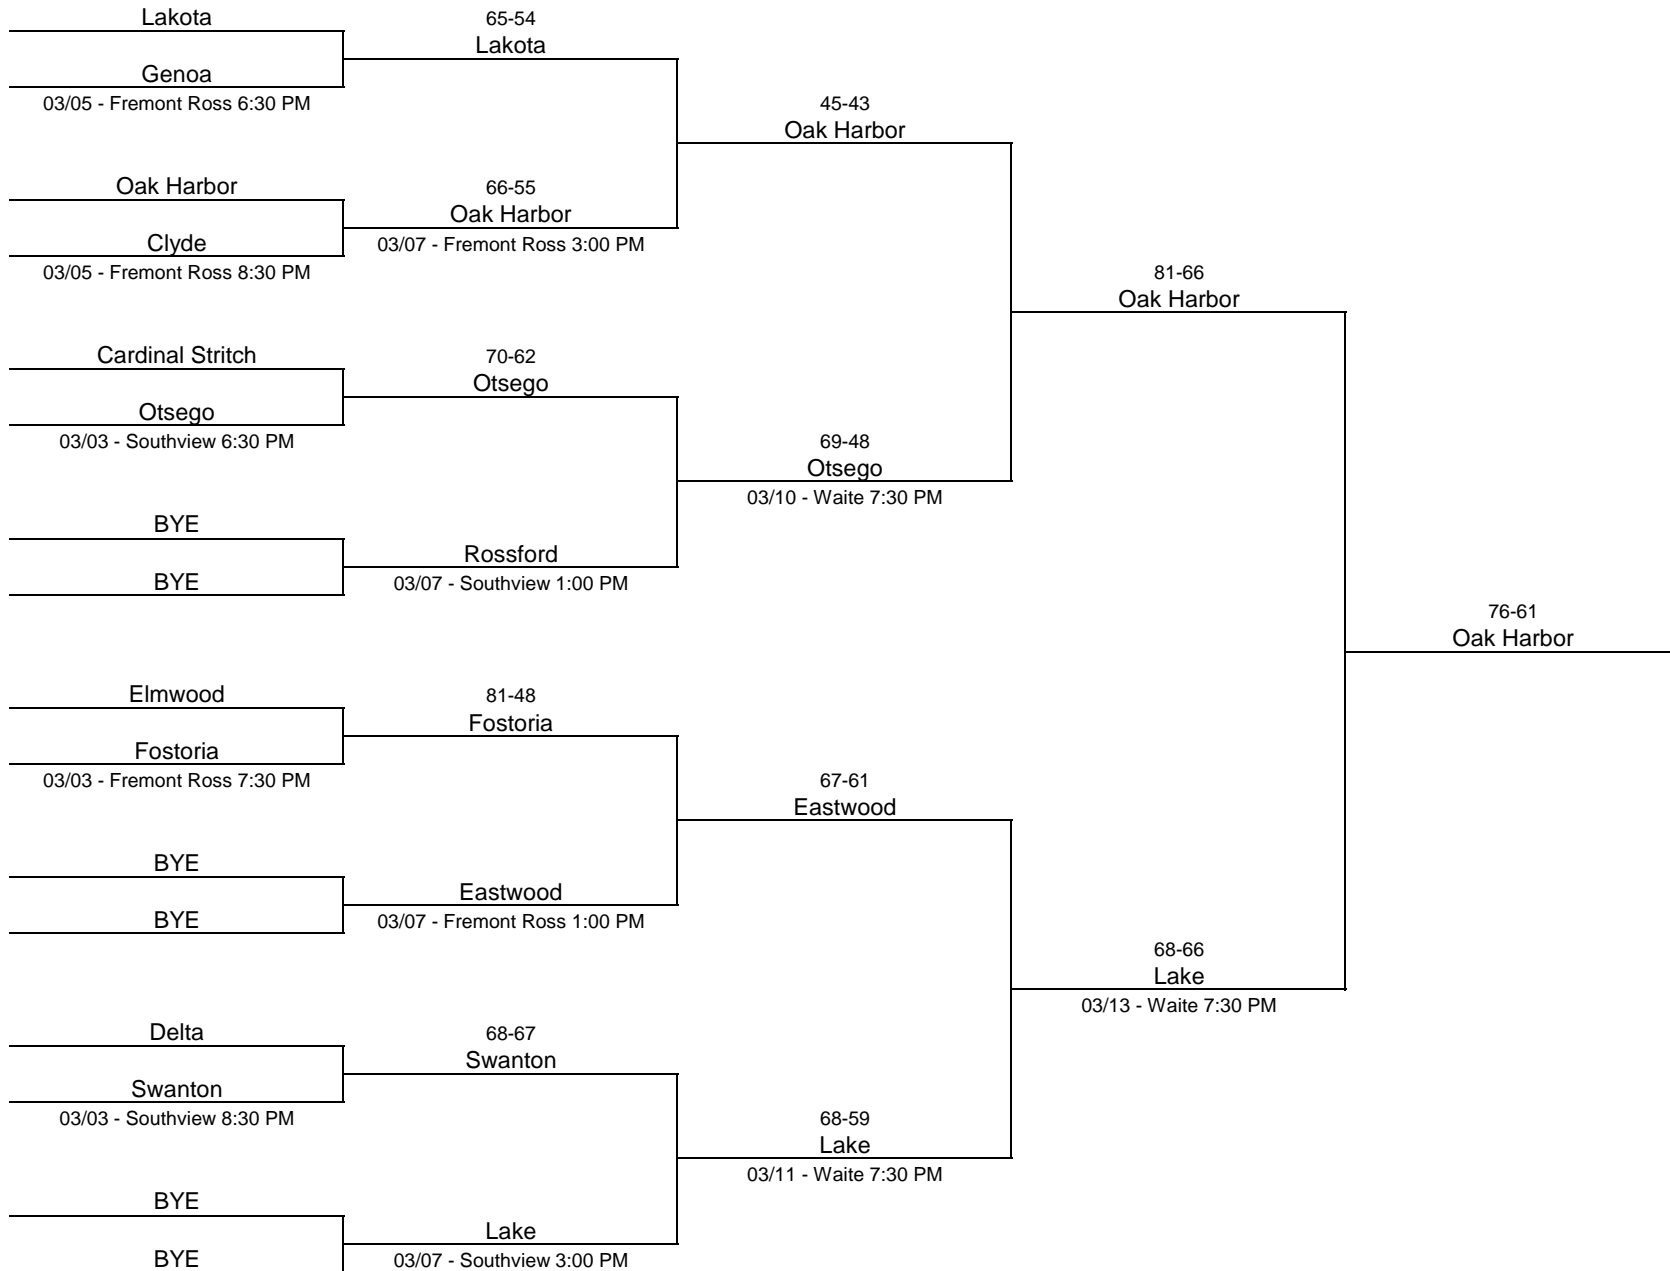 Lakota
Genoa
03/05 - Fremont Ross 6:30 PM
Oak Harbor
Clyde
03/05 - Fremont Ross 8:30 PM
Cardinal Stritch
Otsego
03/03 - Southview 6:30 PM
BYE
BYE
Elmwood
Fostoria
03/03 - Fremont Ross 7:30 PM
BYE
BYE
Delta
Swanton
03/03 - Southview 8:30 PM
BYE
BYE
65-54
Lakota
66-55
Oak Harbor
03/07 - Fremont Ross 3:00 PM
70-62
Otsego
Rossford
03/07 - Southview 1:00 PM
81-48
Fostoria
Eastwood
03/07 - Fremont Ross 1:00 PM
68-67
Swanton
Lake
03/07 - Southview 3:00 PM
45-43
Oak Harbor
69-48
Otsego
03/10 - Waite 7:30 PM
67-61
Eastwood
68-59
Lake
03/11 - Waite 7:30 PM
81-66
Oak Harbor
68-66
Lake
03/13 - Waite 7:30 PM
76-61
Oak Harbor